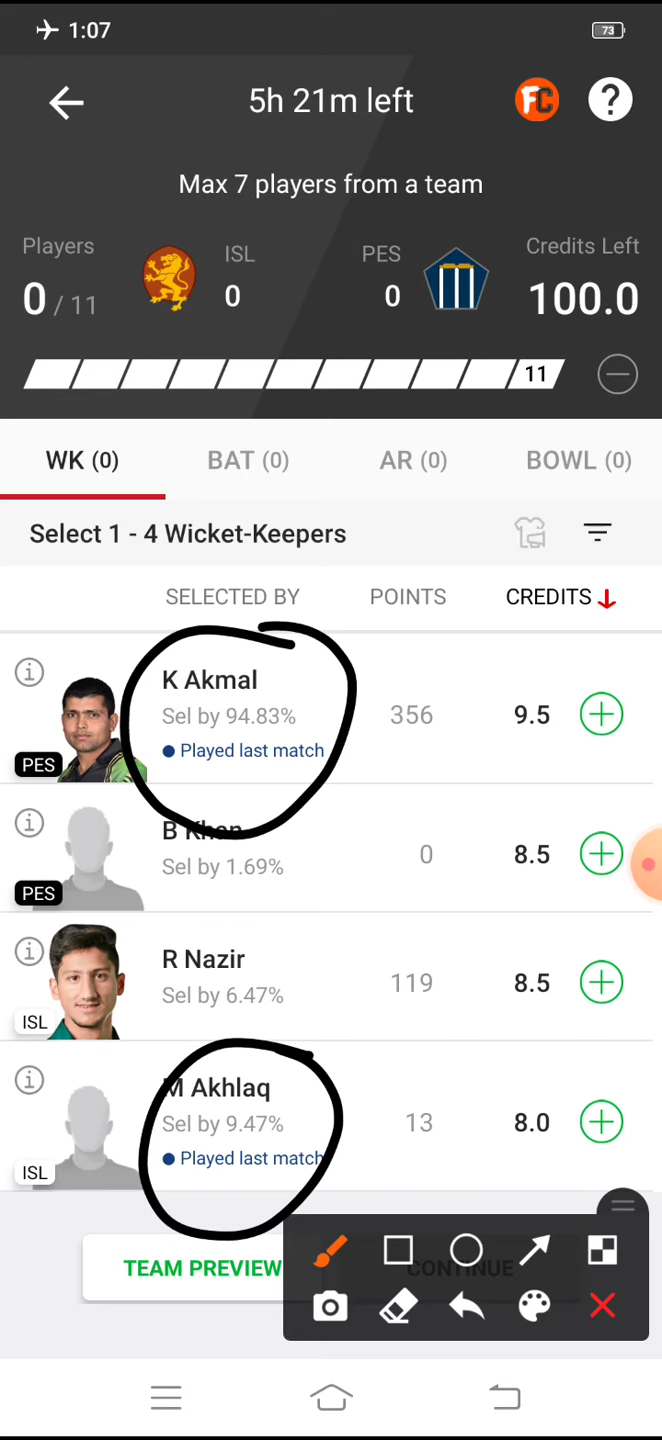 1:07
73
5h 21m left
FC
?
Max 7 players from a team
Players
ISL
PES
Credits Left
0 / 11
0
0
100.0
11
WK (0)
BAT (0)
AR (0)
BOWL (0)
Select 1 - 4 Wicket-Keepers
SELECTED BY
POINTS
CREDITS
K Akmal
Sel by 94.83%
356
9.5
Played last match
PES
B Khan
Sel by 1.69%
0
8.5
PES
R Nazir
Sel by 6.47%
119
8.5
ISL
M Akhlaq
Sel by 9.47%
13
8.0
Played last match
ISL
TEAM PREVIEW
CONTINUE